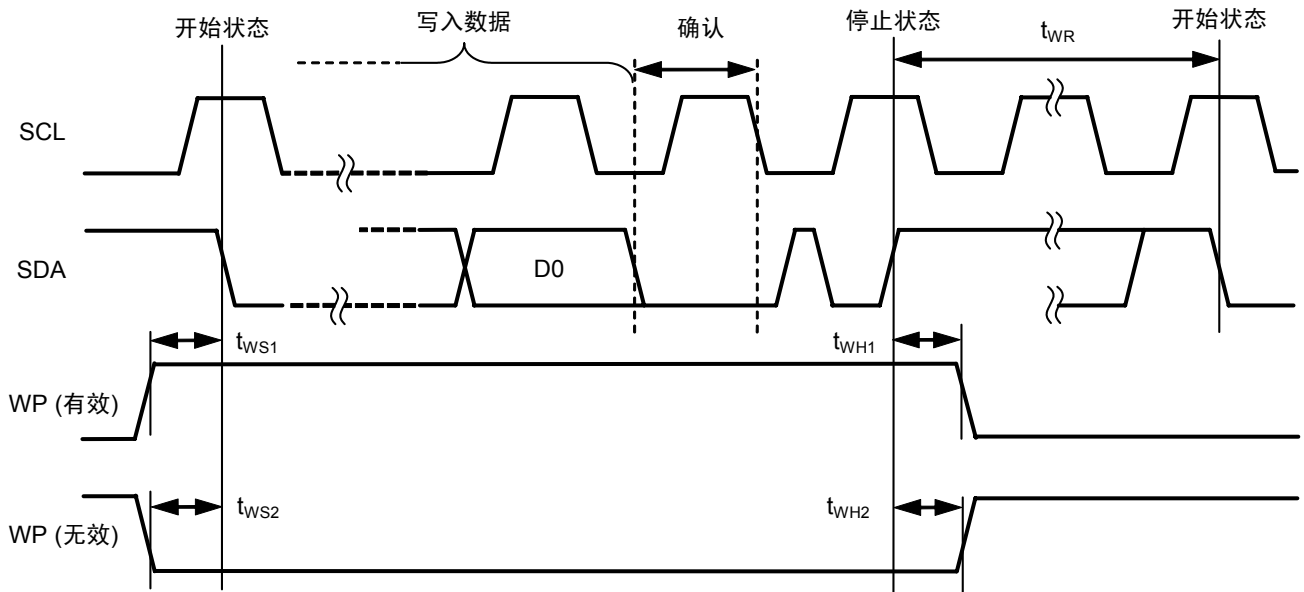 开始状态
写入数据
确认
停止状态
tWR
开始状态
SCL
SDA
D0
tWS1
tWH1
WP (有效)
tWS2
tWH2
WP (无效)